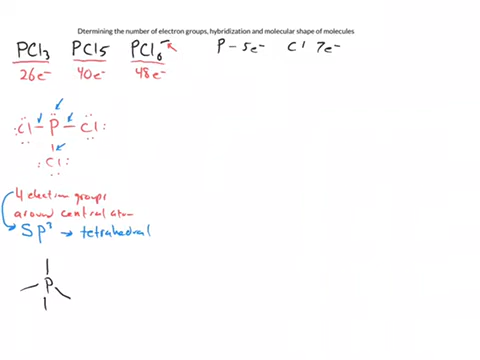 Dtermining the number of electron groups, hybridization and molecular shape of molecules
PCl3 PCl5 PCl6- P - 5e- Cl 7e-
26e- 40e- 48e-
Cl - P - Cl
Cl
4 electron groups
around central atom
Sp3 → tetrahedral
P